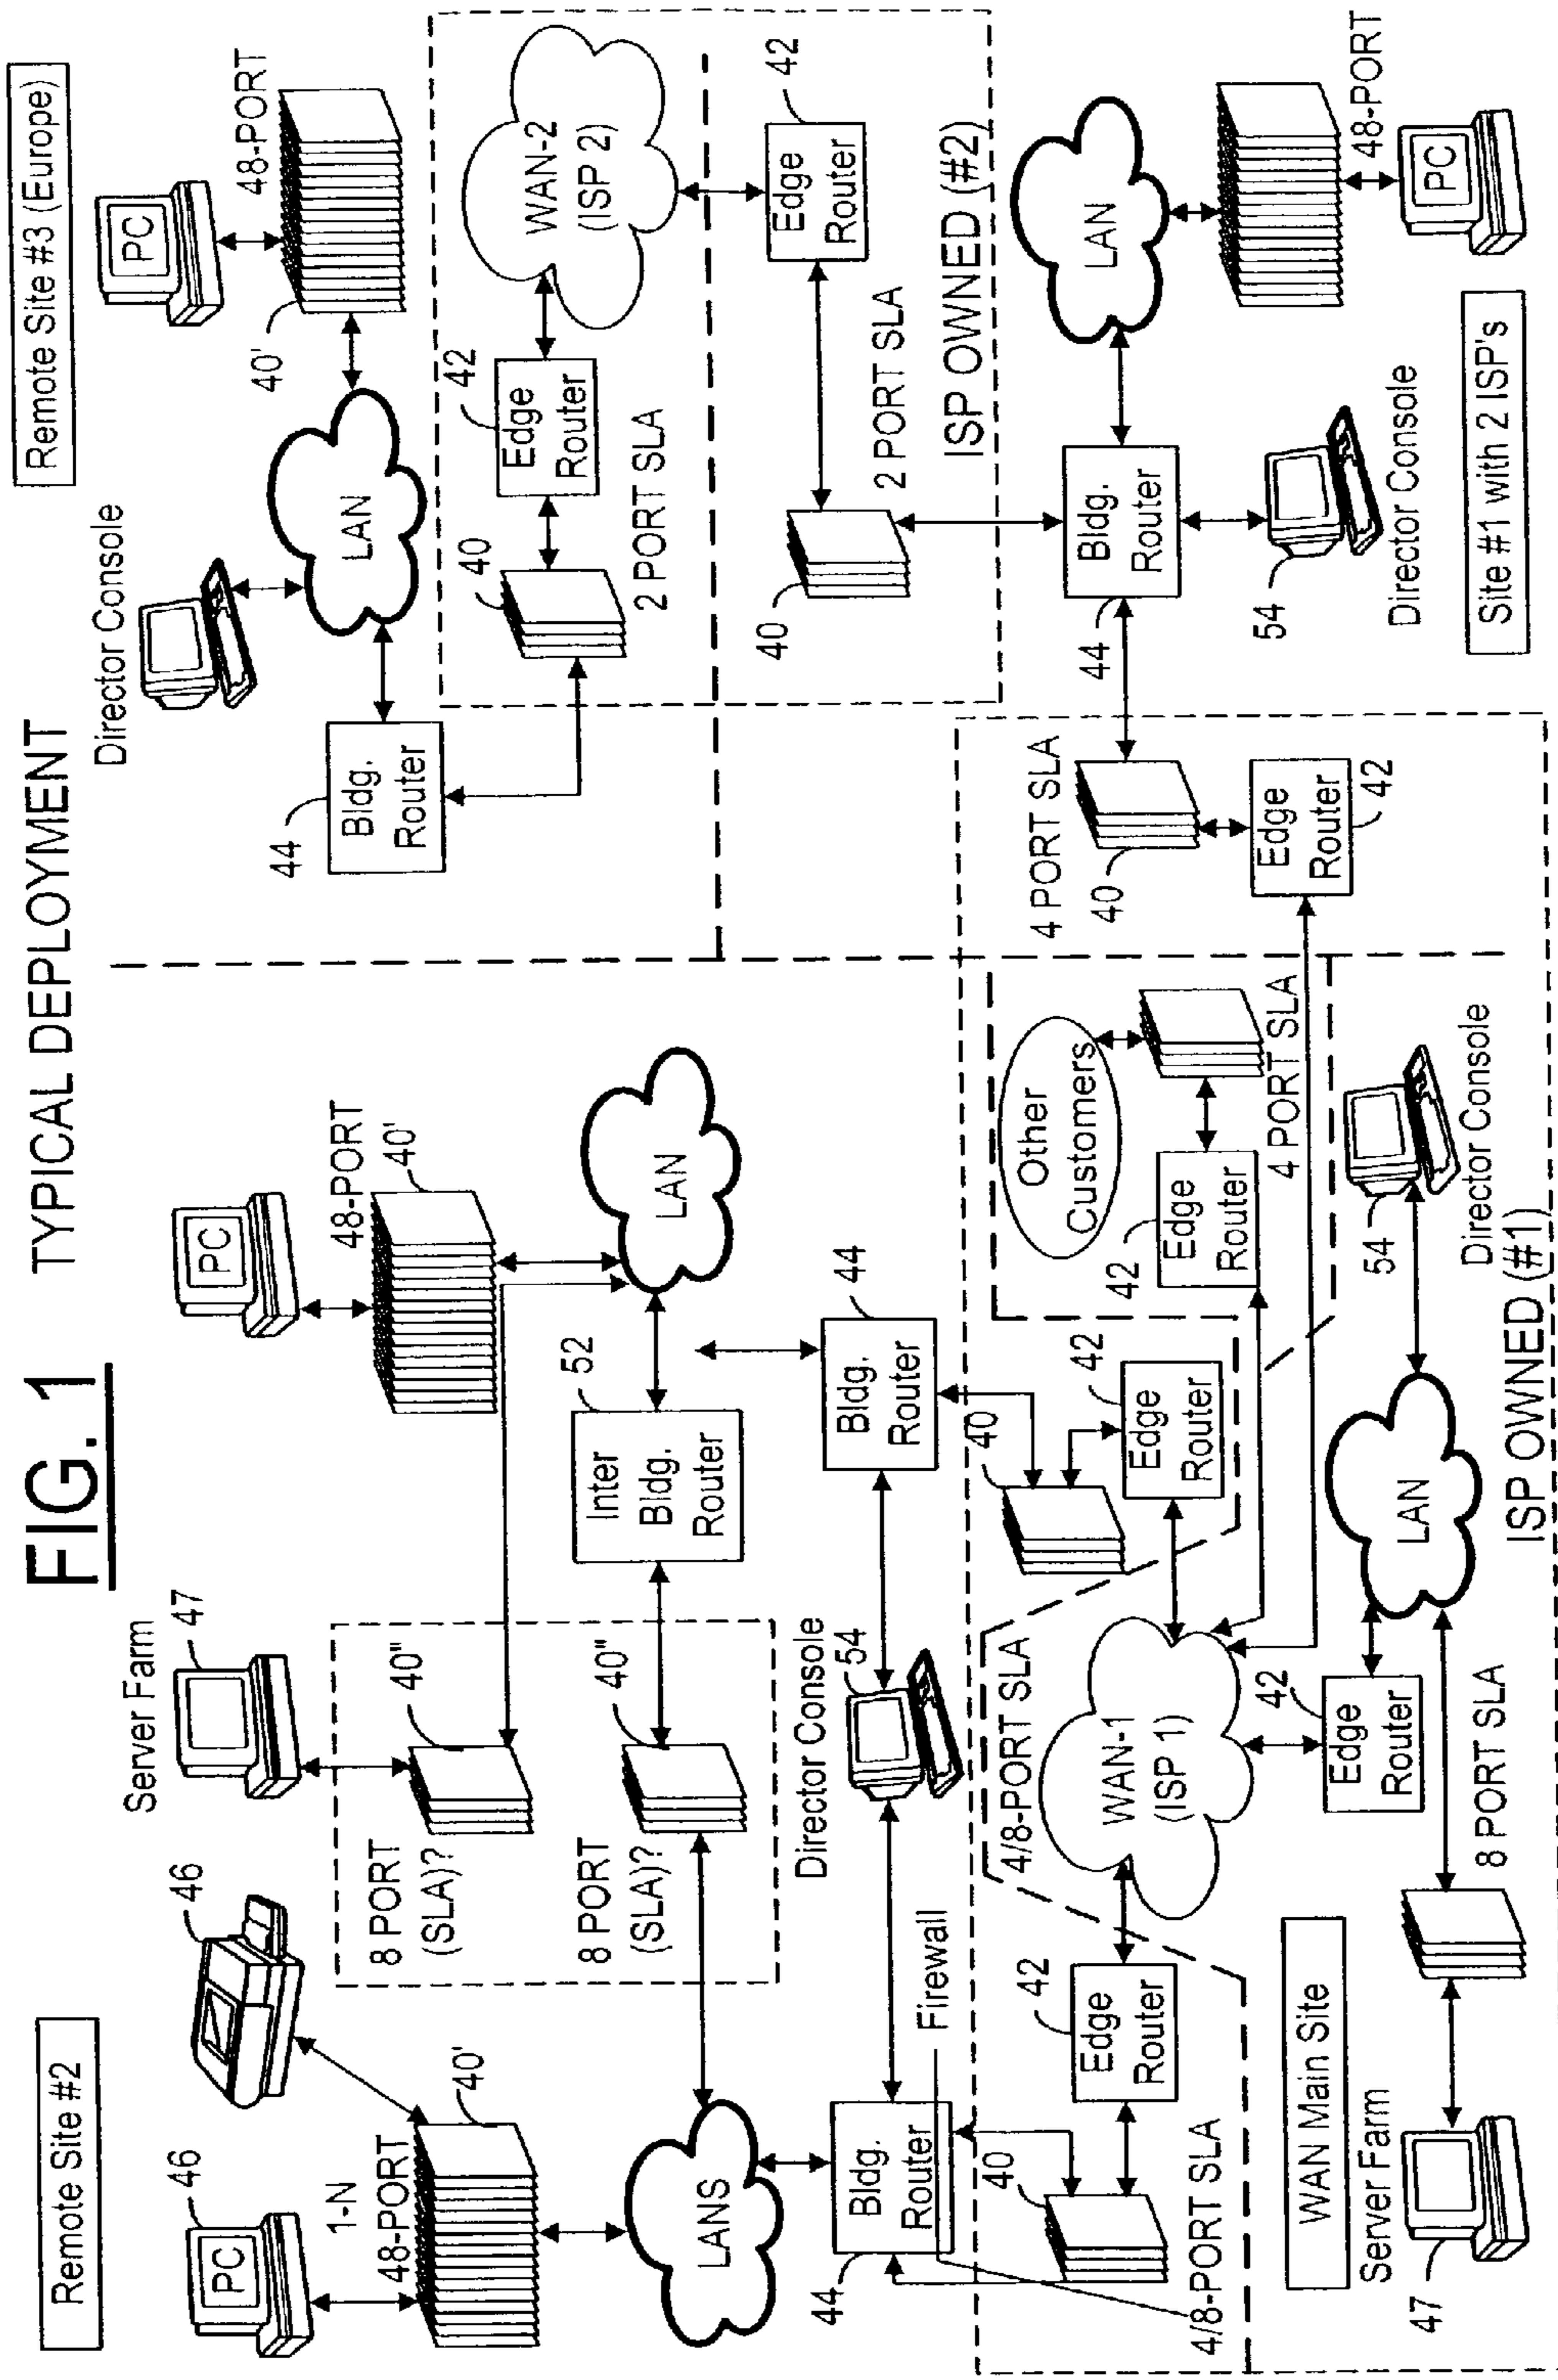 FIG. 1
TYPICAL DEPLOYMENT
Remote Site #2
46
PC
1-N
48-PORT
40'
46
LANS
Server Farm
47
8 PORT
(SLA)?
40"
8 PORT
(SLA)?
40"
Inter
Bldg.
Router
52
PC
48-PORT
40'
LAN
Bldg.
Router
44
Director Console
54
Bldg.
Router
44
Firewall
40
4/8-PORT SLA
Edge
Router
42
4/8-PORT SLA
WAN-1
(ISP 1)
40
Edge
Router
42
Other
Customers
Edge
Router
42
4 PORT SLA
WAN Main Site
Server Farm
47
8 PORT SLA
Edge
Router
42
LAN
54
Director Console
ISP OWNED (#1)
Remote Site #3 (Europe)
Director Console
PC
48-PORT
40'
LAN
Bldg.
Router
44
40
2 PORT SLA
Edge
Router
42
WAN-2
(ISP 2)
Edge
Router
42
40
2 PORT SLA
ISP OWNED (#2)
4 PORT SLA
40
Edge
Router
42
44
Bldg.
Router
LAN
48-PORT
PC
54
Director Console
Site #1 with 2 ISP's